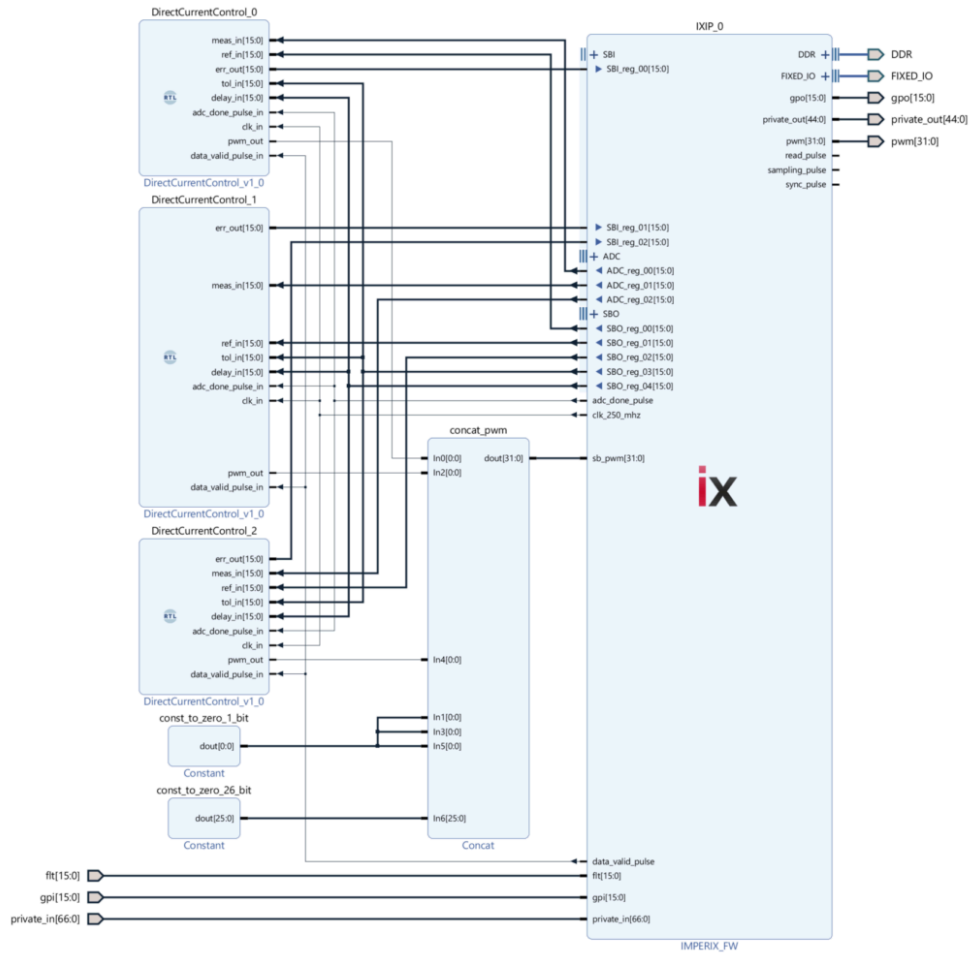 DirectCurrentControl_0
meas_in[15:0]
ref_in[15:0]
err_out[15:0]
tol_in[15:0]
delay_in[15:0]
adc_done_pulse_in
clk_in
pwm_out
data_valid_pulse_in
RTL
DirectCurrentControl_v1_0
DirectCurrentControl_1
err_out[15:0]
meas_in[15:0]
ref_in[15:0]
tol_in[15:0]
delay_in[15:0]
adc_done_pulse_in
clk_in
pwm_out
data_valid_pulse_in
RTL
DirectCurrentControl_v1_0
DirectCurrentControl_2
err_out[15:0]
meas_in[15:0]
ref_in[15:0]
tol_in[15:0]
delay_in[15:0]
adc_done_pulse_in
clk_in
pwm_out
data_valid_pulse_in
RTL
DirectCurrentControl_v1_0
const_to_zero_1_bit
dout[0:0]
Constant
const_to_zero_26_bit
dout[25:0]
Constant
flt[15:0]
gpi[15:0]
private_in[66:0]
concat_pwm
In0[0:0]
In2[0:0]
In4[0:0]
In1[0:0]
In3[0:0]
In5[0:0]
In6[25:0]
dout[31:0]
Concat
IXIP_0
SBI
SBI_reg_00[15:0]
SBI_reg_01[15:0]
SBI_reg_02[15:0]
ADC
ADC_reg_00[15:0]
ADC_reg_01[15:0]
ADC_reg_02[15:0]
SBO
SBO_reg_00[15:0]
SBO_reg_01[15:0]
SBO_reg_02[15:0]
SBO_reg_03[15:0]
SBO_reg_04[15:0]
adc_done_pulse
clk_250_mhz
sb_pwm[31:0]
data_valid_pulse
flt[15:0]
gpi[15:0]
private_in[66:0]
DDR
FIXED_IO
gpo[15:0]
private_out[44:0]
pwm[31:0]
read_pulse
sampling_pulse
sync_pulse
ix
IMPERIX_FW
DDR
FIXED_IO
gpo[15:0]
private_out[44:0]
pwm[31:0]